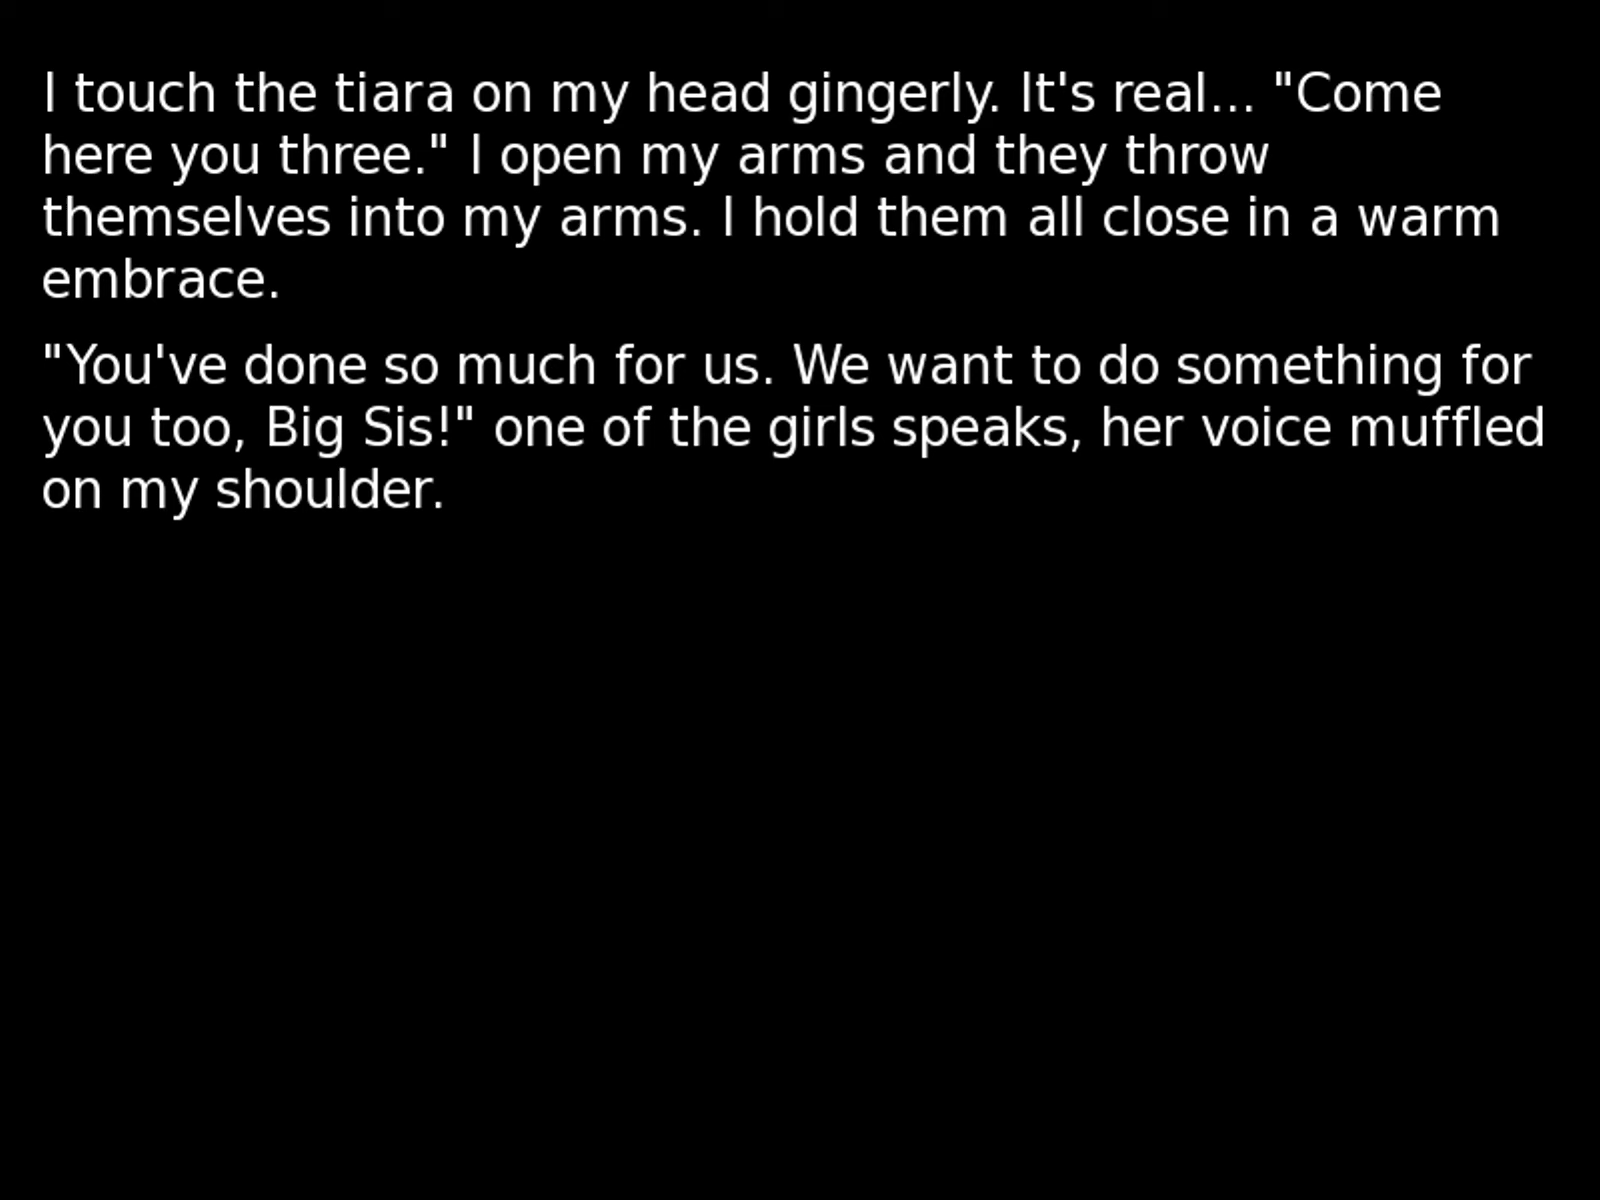 I touch the tiara on my head gingerly. It's real... "Come
here you three." I open my arms and they throw
themselves into my arms. I hold them all close in a warm
embrace.
"You've done so much for us. We want to do something for
you too, Big Sis!" one of the girls speaks, her voice muffled
on my shoulder.